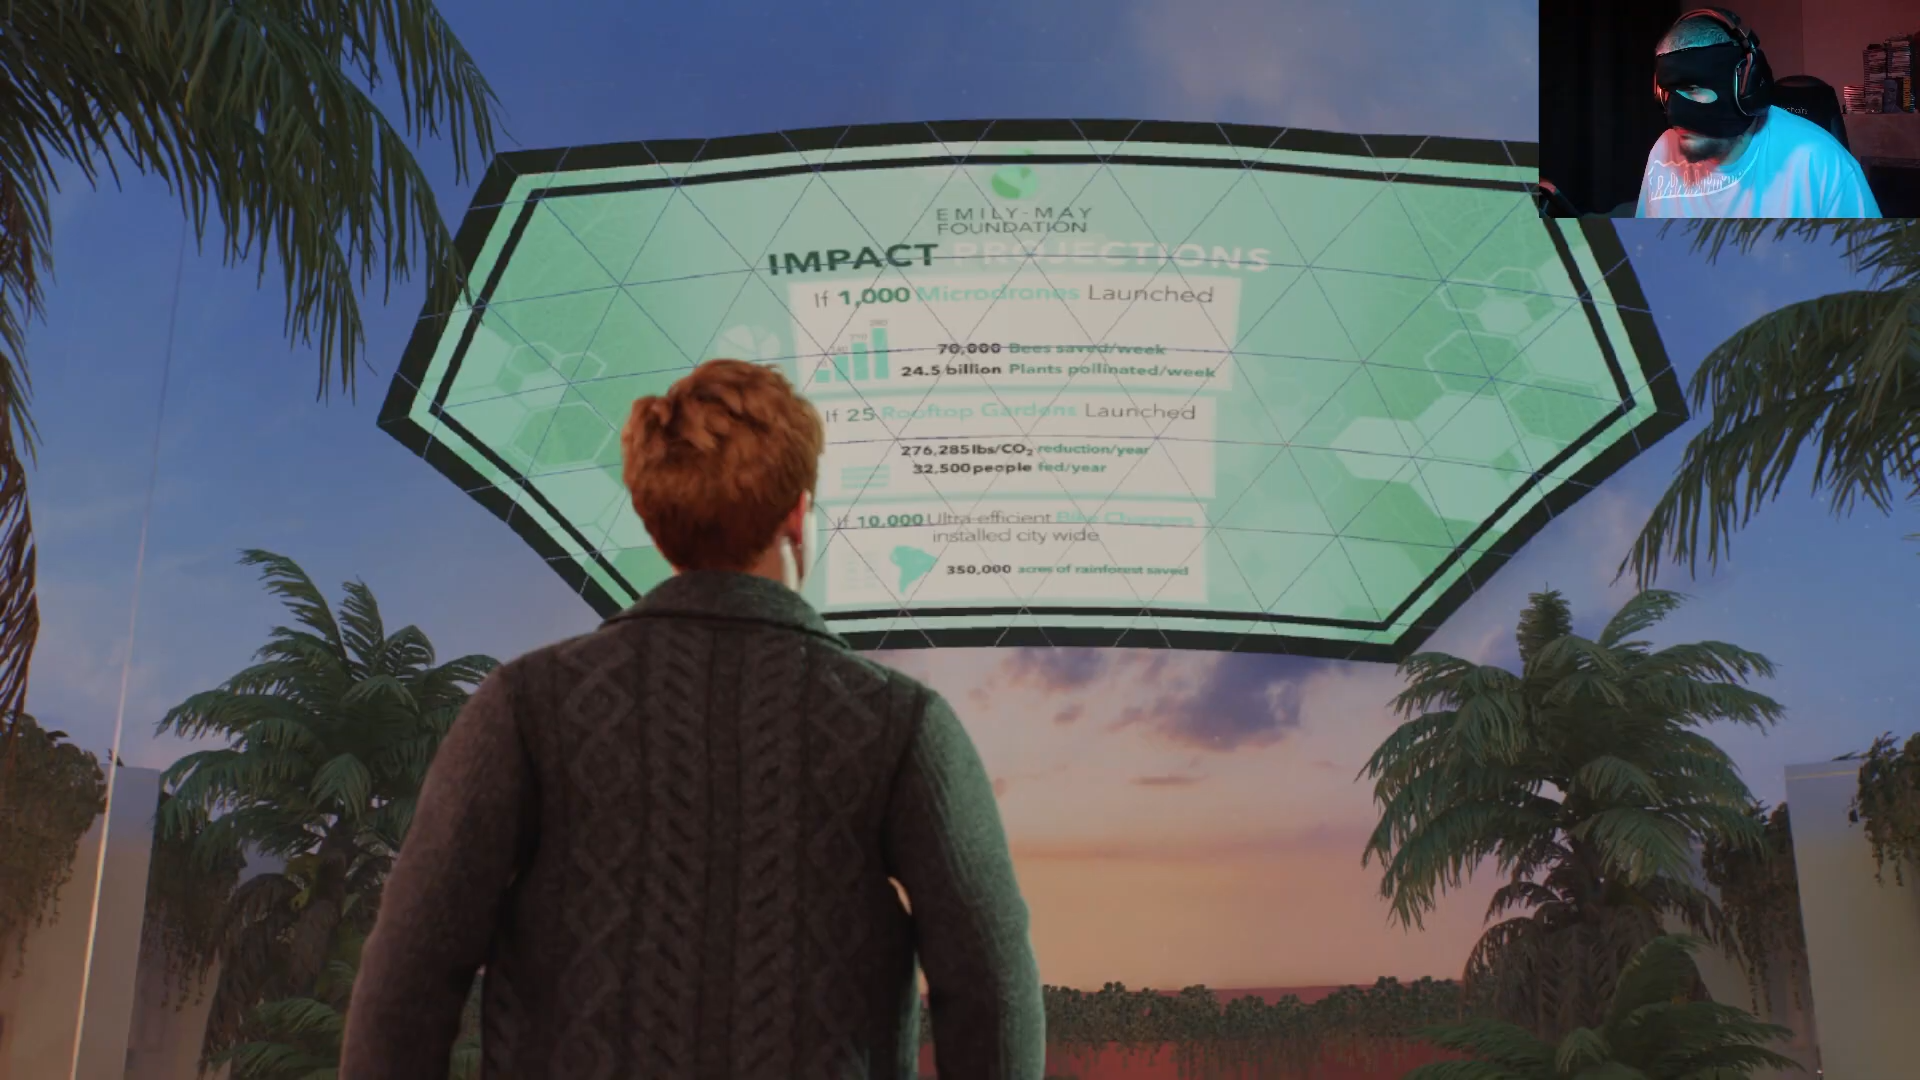 EMILY-MAY
FOUNDATION
IMPACT PROJECTIONS
If 1,000 Microdrones Launched
70,000 Bees saved/week
24.5 billion Plants pollinated/week
If 25 Rooftop Gardens Launched
276,285 lbs/CO₂ reduction/year
32,500 people fed/year
If 10,000 Ultra-efficient Bike Chargers
installed city wide
350,000 acres of rainforest saved